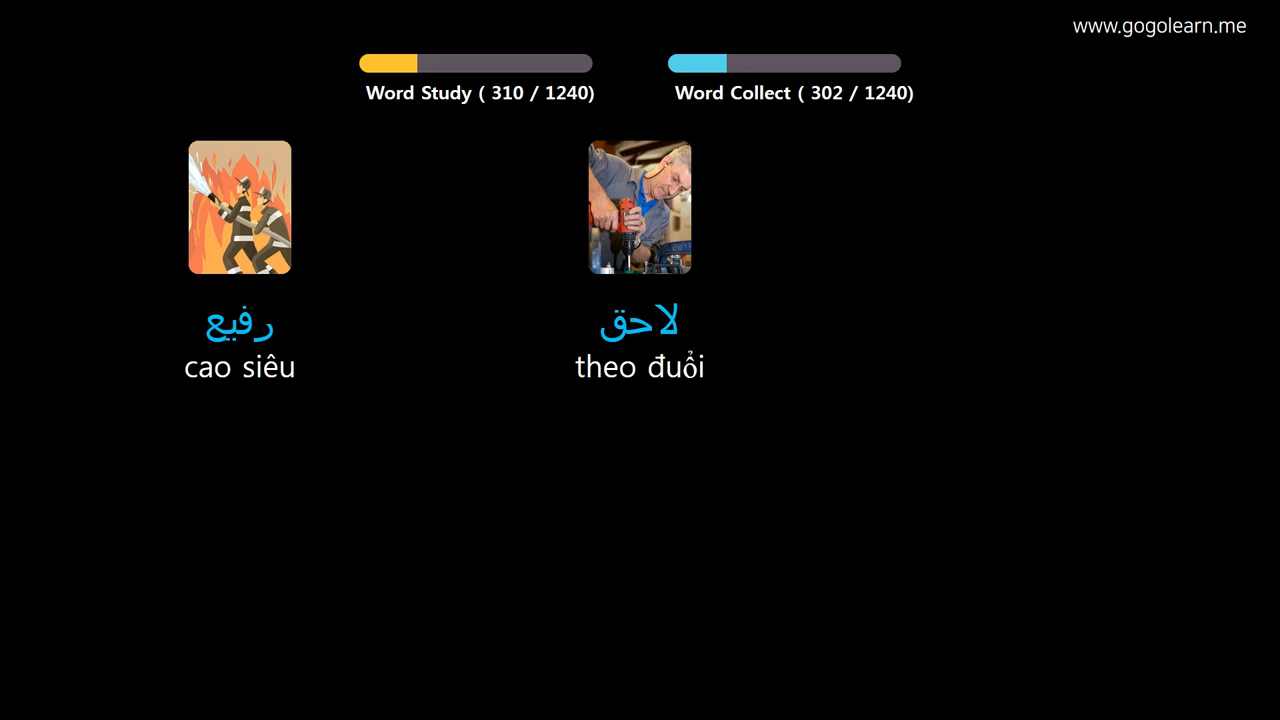 www.gogolearn.me
Word Study ( 310 / 1240)
Word Collect ( 302 / 1240)
رفيع
cao siêu
لاحق
theo đuổi